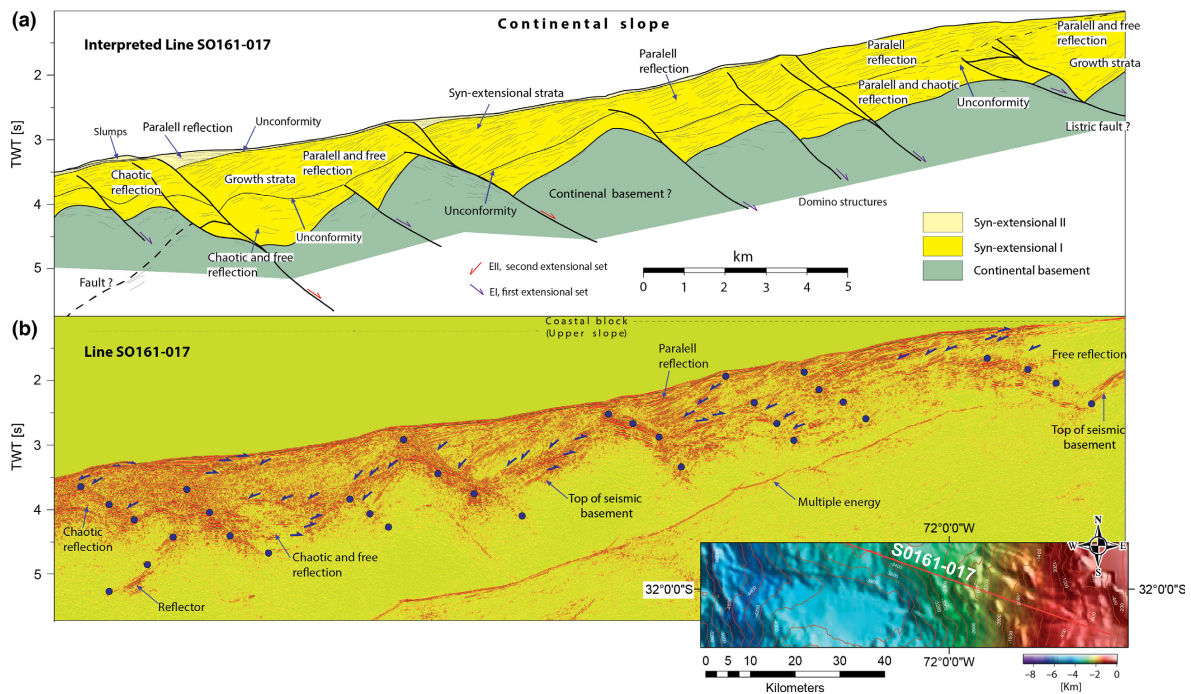 (a)
Continental slope
Interpreted Line SO161-017
Paralell and free
reflection
Paralell
reflection
Growth strata
Paralell
reflection
Syn-extensional strata
Paralell and chaotic
reflection
Unconformity
Unconformity
Paralell reflection
Slumps
Listric fault ?
Paralell and free
reflection
Chaotic
reflection
Growth strata
Continenal basement ?
Unconformity
Domino structures
Unconformity
Chaotic and free
reflection
Fault ?
TWT [s]
2
3
4
5
EII, second extensional set
EI, first extensional set
km
0 1 2 3 4 5
Syn-extensional II
Syn-extensional I
Continental basement
(b)
Coastal block
(Upper slope)
Line SO161-017
Paralell
reflection
Free reflection
Top of seismic
basement
Top of seismic
basement
Multiple energy
Chaotic
reflection
Chaotic and free
reflection
Reflector
TWT [s]
2
3
4
5
72°0'0"W
N
W E
S
S0161-017
32°0'0"S
32°0'0"S
72°0'0"W
0 5 10 20 30 40
Kilometers
-8 -6 -4 -2 0
[Km]